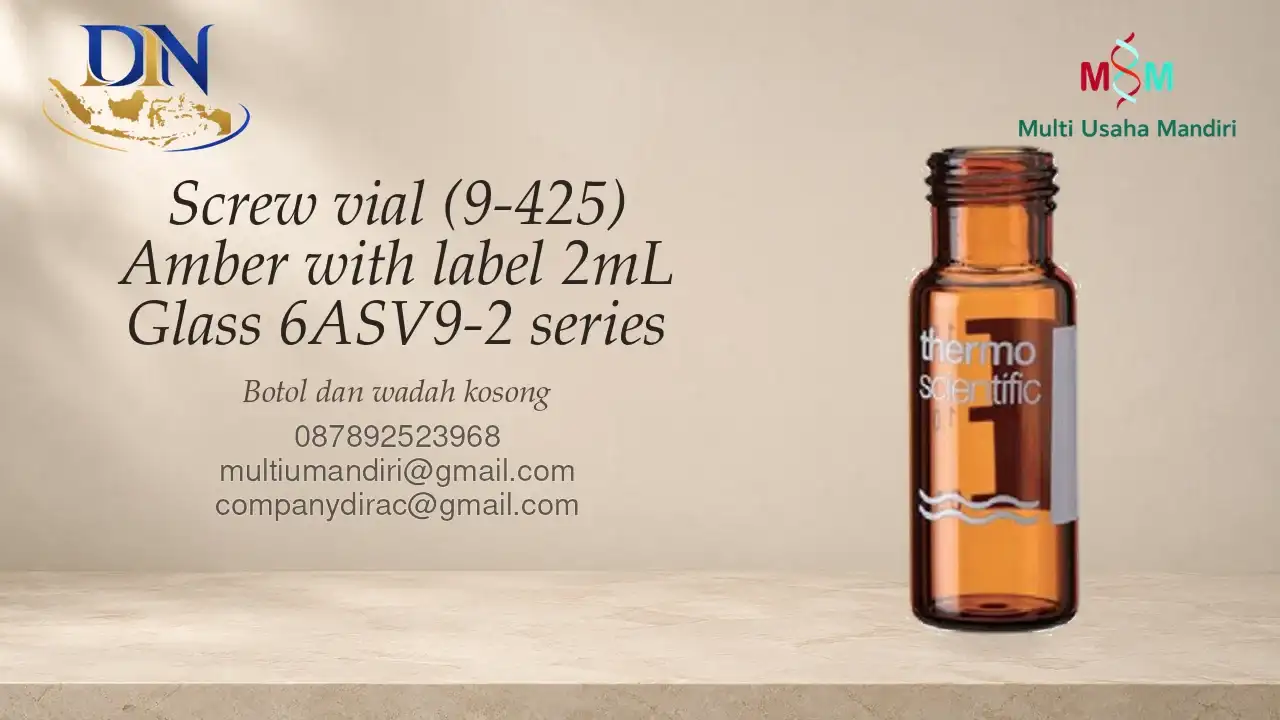 DN
MSM
Multi Usaha Mandiri
Screw vial (9-425)
Amber with label 2mL
Glass 6ASV9-2 series
Botol dan wadah kosong
087892523968
multiumandiri@gmail.com
companydirac@gmail.com
thermo
scientific